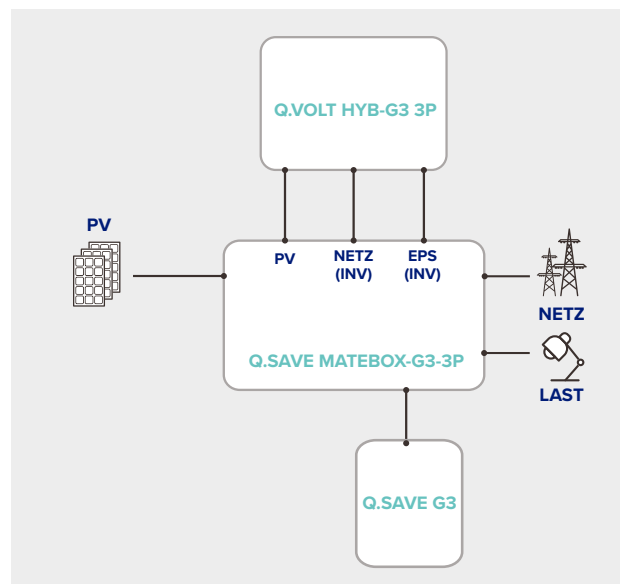 Q.VOLT HYB-G3 3P
PV
PV
NETZ
(INV)
EPS
(INV)
NETZ
Q.SAVE MATEBOX-G3-3P
LAST
Q.SAVE G3